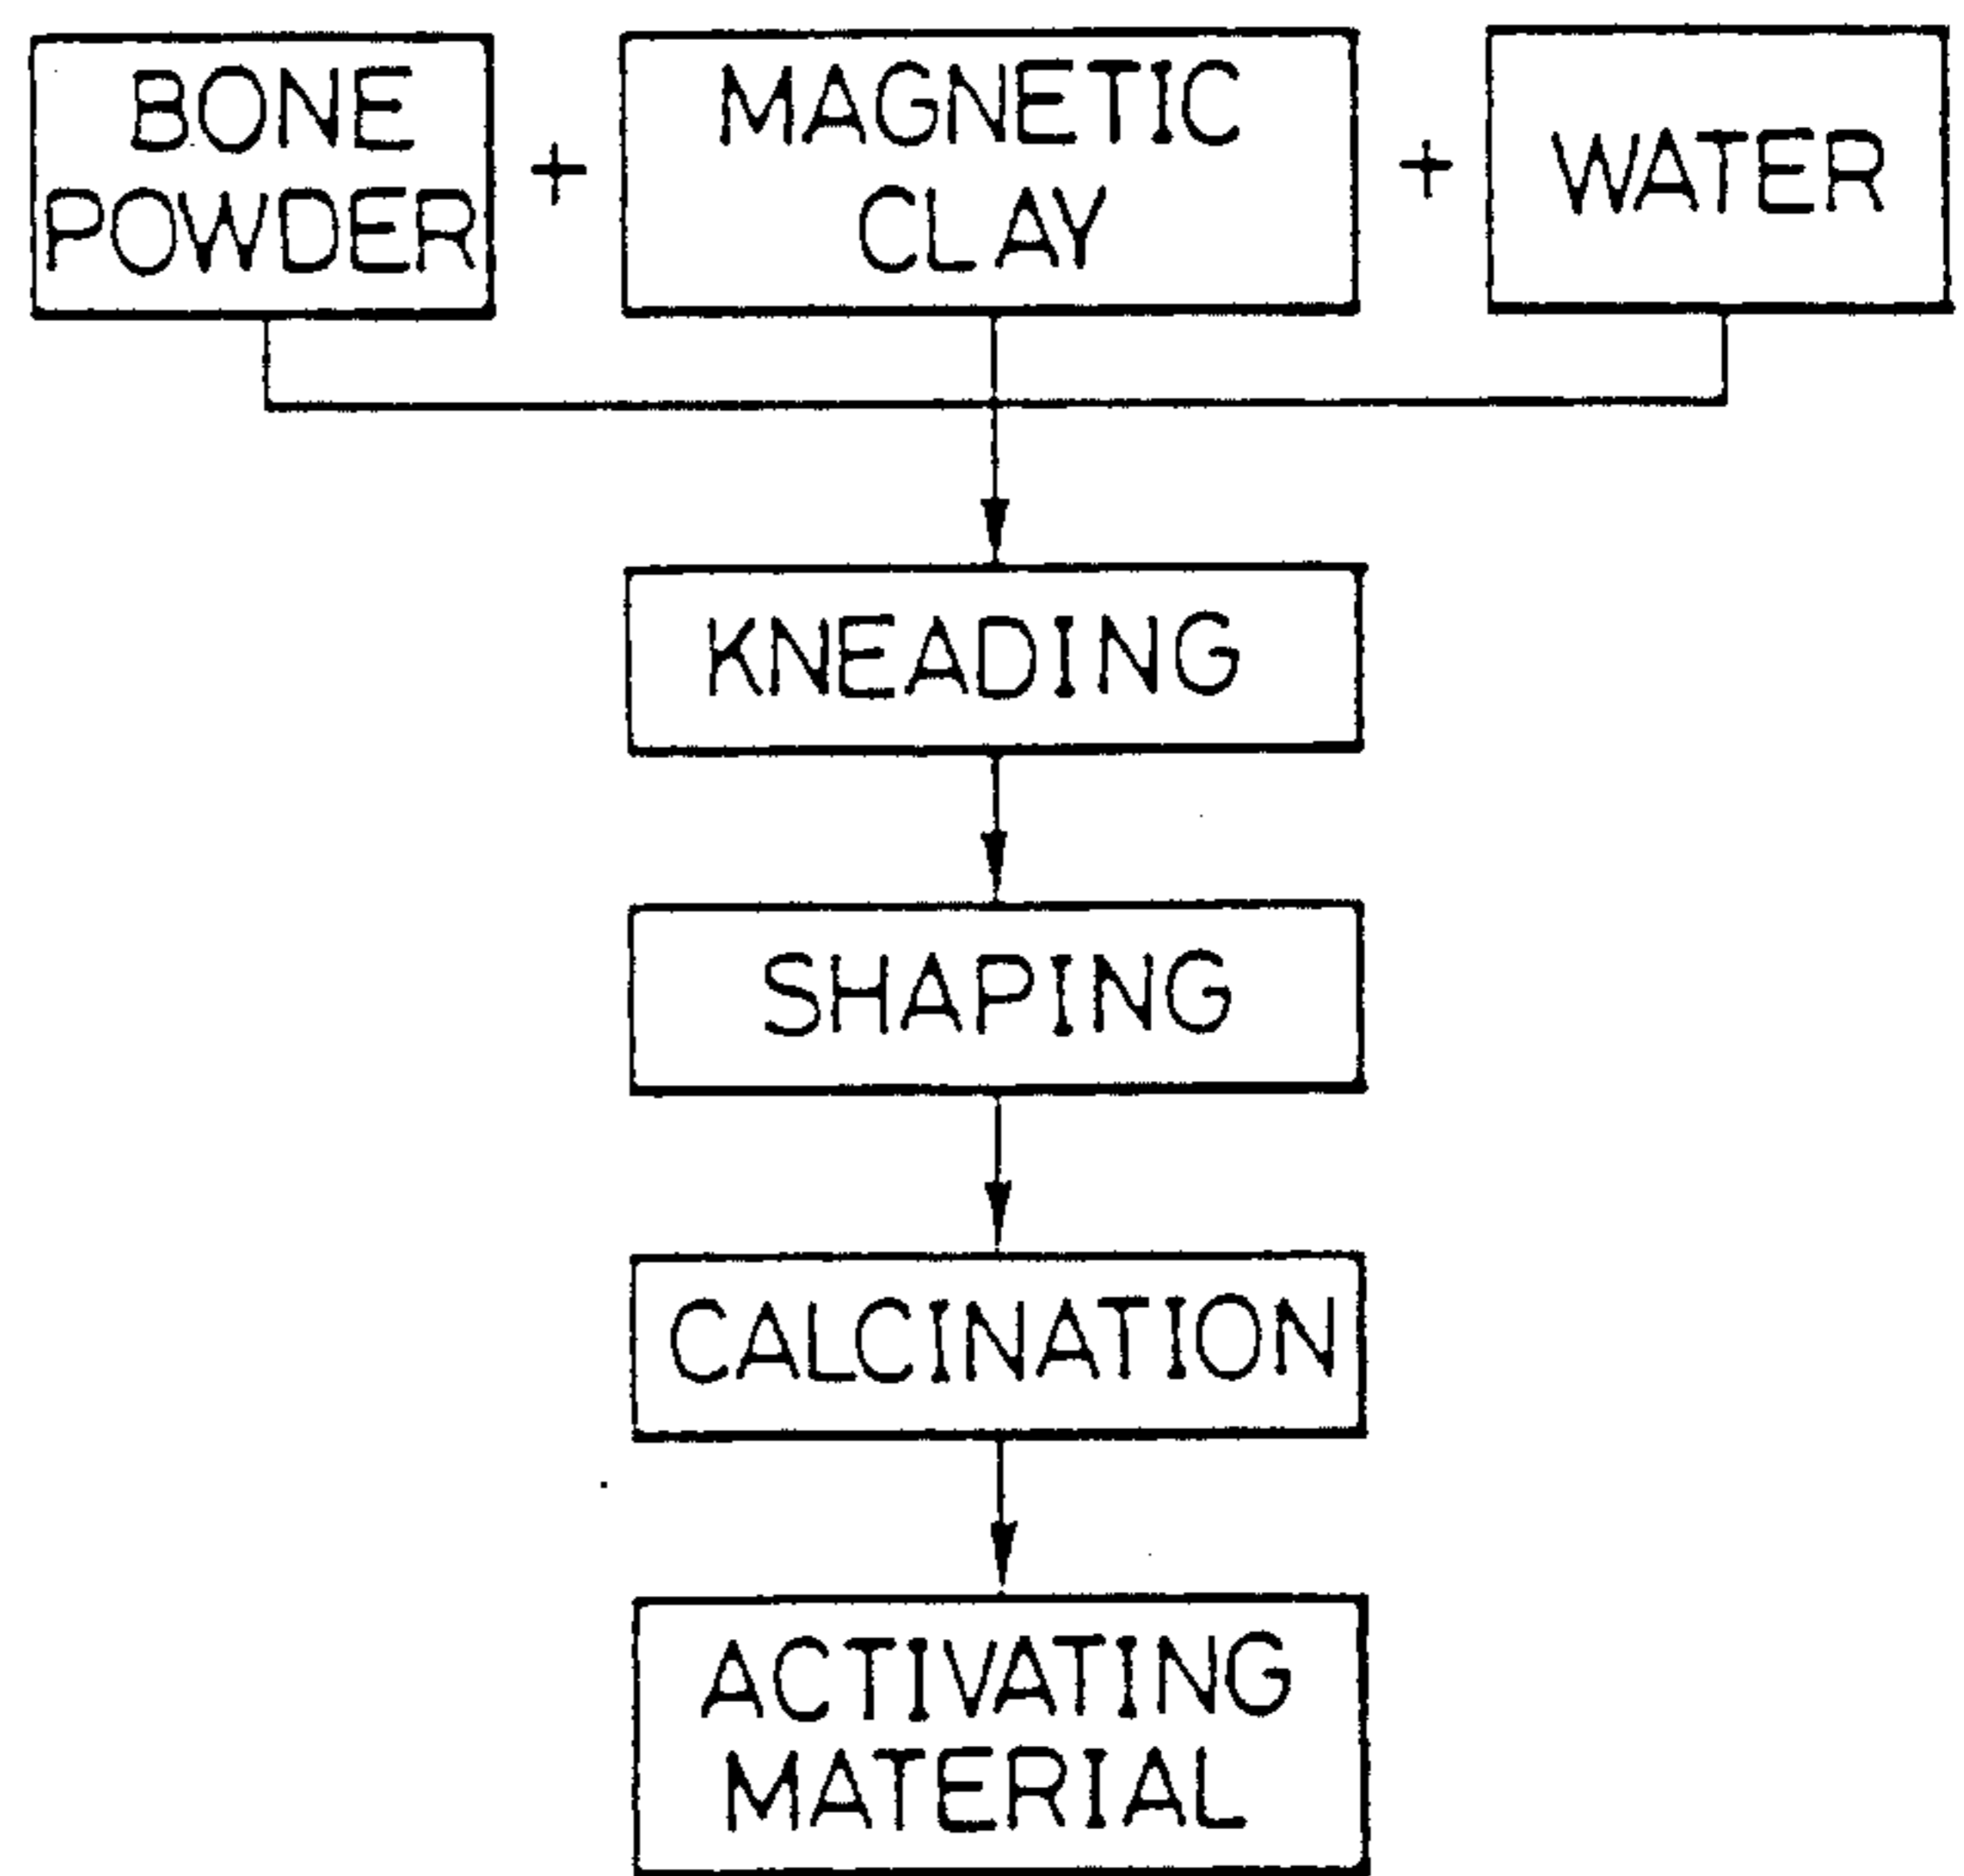 BONE
POWDER
+
MAGNETIC
CLAY
+
WATER
KNEADING
SHAPING
CALCINATION
ACTIVATING
MATERIAL